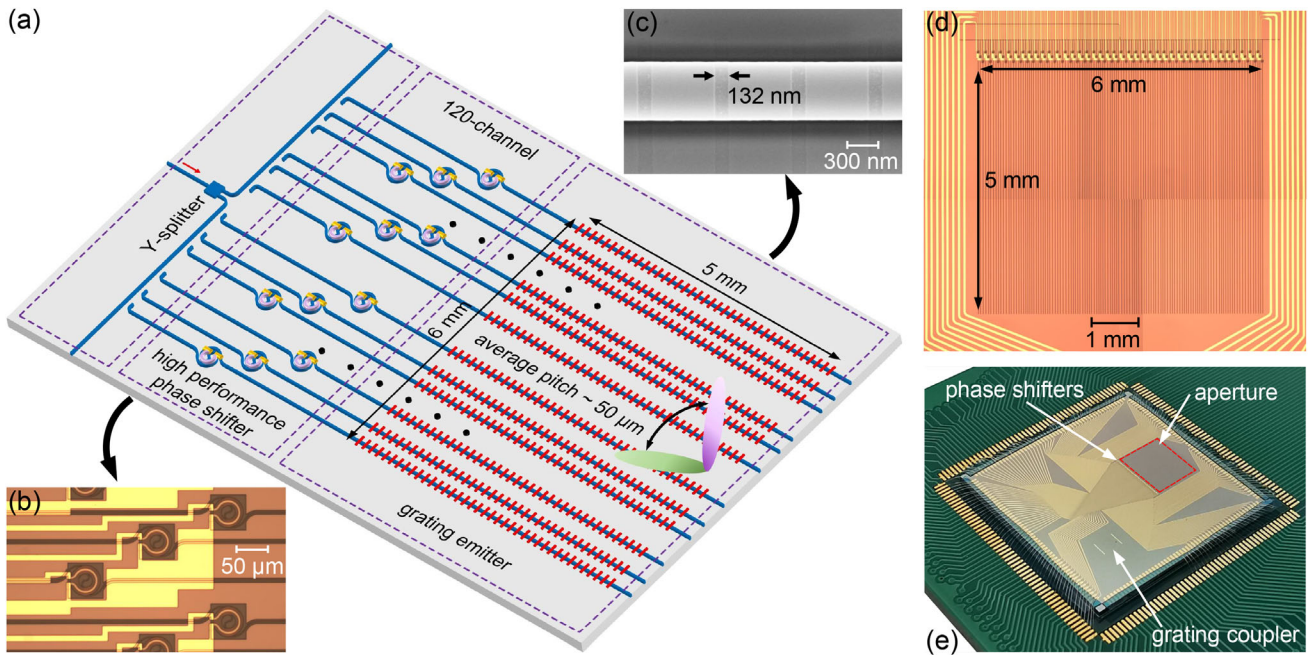 (a)
120-channel
Y-splitter
6 mm
5 mm
average pitch ~ 50 μm
high performance
phase shifter
grating emitter
(b)
50 μm
(c)
132 nm
300 nm
(d)
6 mm
5 mm
1 mm
phase shifters
aperture
grating coupler
(e)